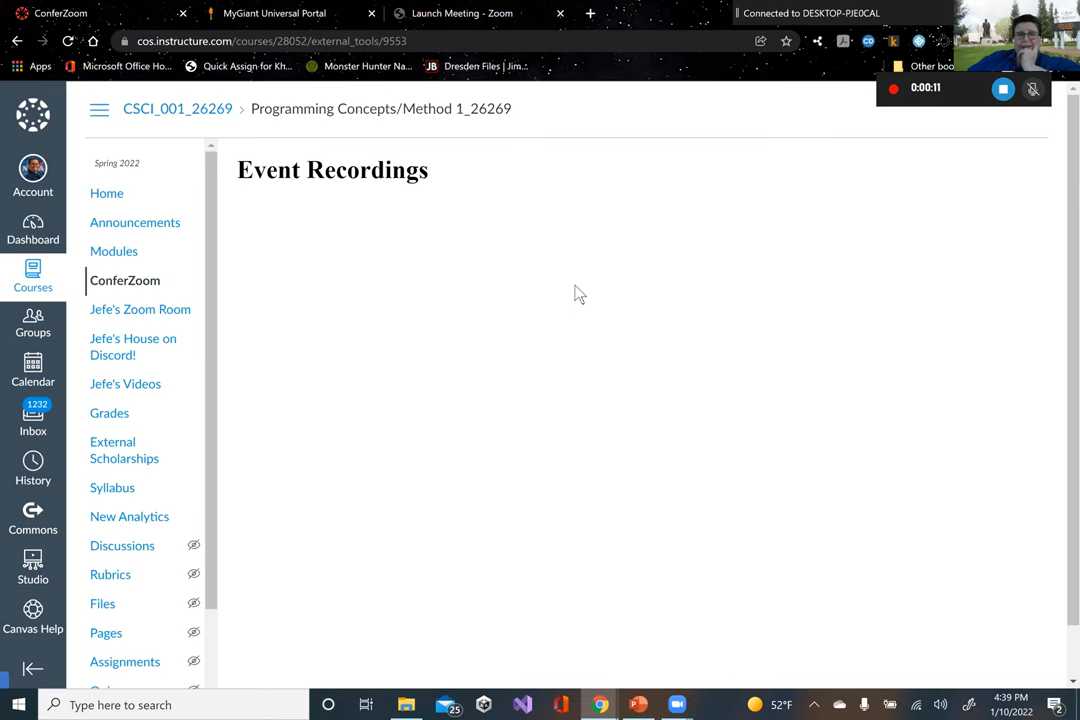 ConferZoom
MyGiant Universal Portal
Launch Meeting - Zoom
Connected to DESKTOP-PJE0CAL
cos.instructure.com/courses/28052/external_tools/9553
Apps
Microsoft Office Ho...
Quick Assign for Kh...
Monster Hunter Na...
Dresden Files | Jim...
Other boo
0:00:11
CSCI_001_26269 › Programming Concepts/Method 1_26269
Account
Dashboard
Courses
Groups
Calendar
1232
Inbox
History
Commons
Studio
Canvas Help
Spring 2022
Home
Announcements
Modules
ConferZoom
Jefe's Zoom Room
Jefe's House on
Discord!
Jefe's Videos
Grades
External
Scholarships
Syllabus
New Analytics
Discussions
Rubrics
Files
Pages
Assignments
Event Recordings
Type here to search
25
52°F
4:39 PM
1/10/2022
2